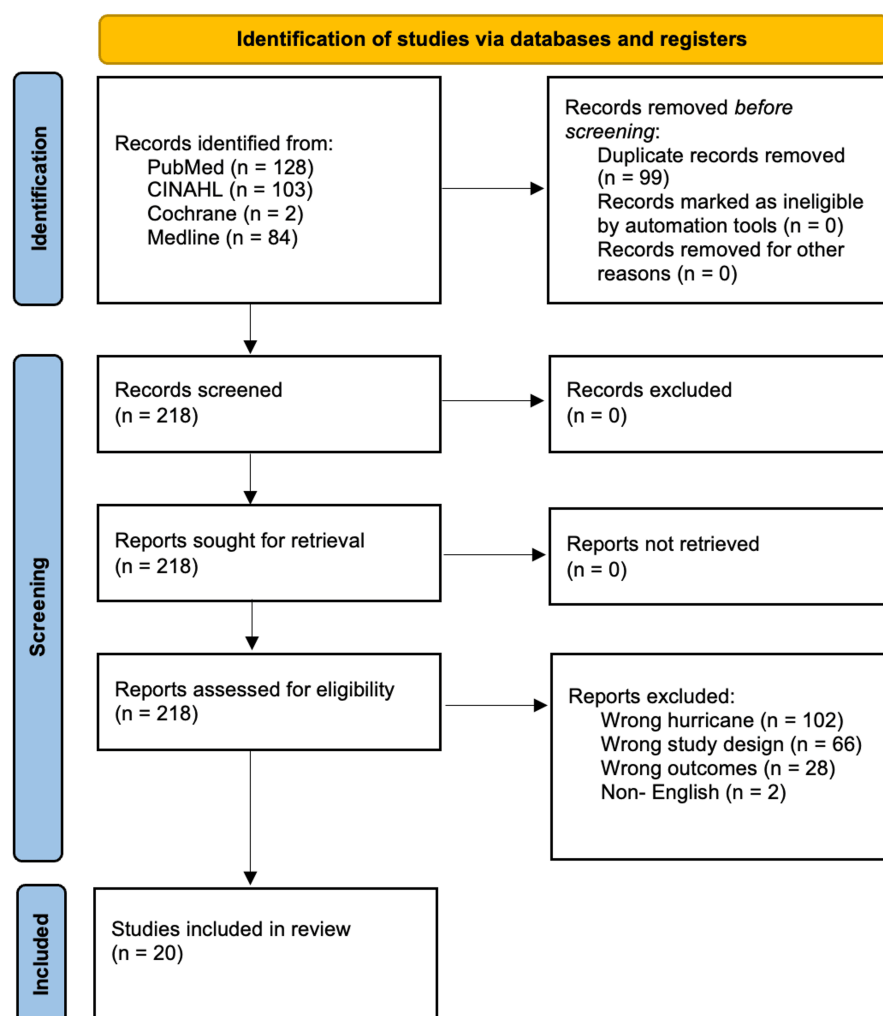 Identification of studies via databases and registers
Identification
Records identified from:
PubMed (n = 128)
CINAHL (n = 103)
Cochrane (n = 2)
Medline (n = 84)
Records removed before
screening:
Duplicate records removed
(n = 99)
Records marked as ineligible
by automation tools (n = 0)
Records removed for other
reasons (n = 0)
Screening
Records screened
(n = 218)
Records excluded
(n = 0)
Reports sought for retrieval
(n = 218)
Reports not retrieved
(n = 0)
Reports assessed for eligibility
(n = 218)
Reports excluded:
Wrong hurricane (n = 102)
Wrong study design (n = 66)
Wrong outcomes (n = 28)
Non- English (n = 2)
Included
Studies included in review
(n = 20)